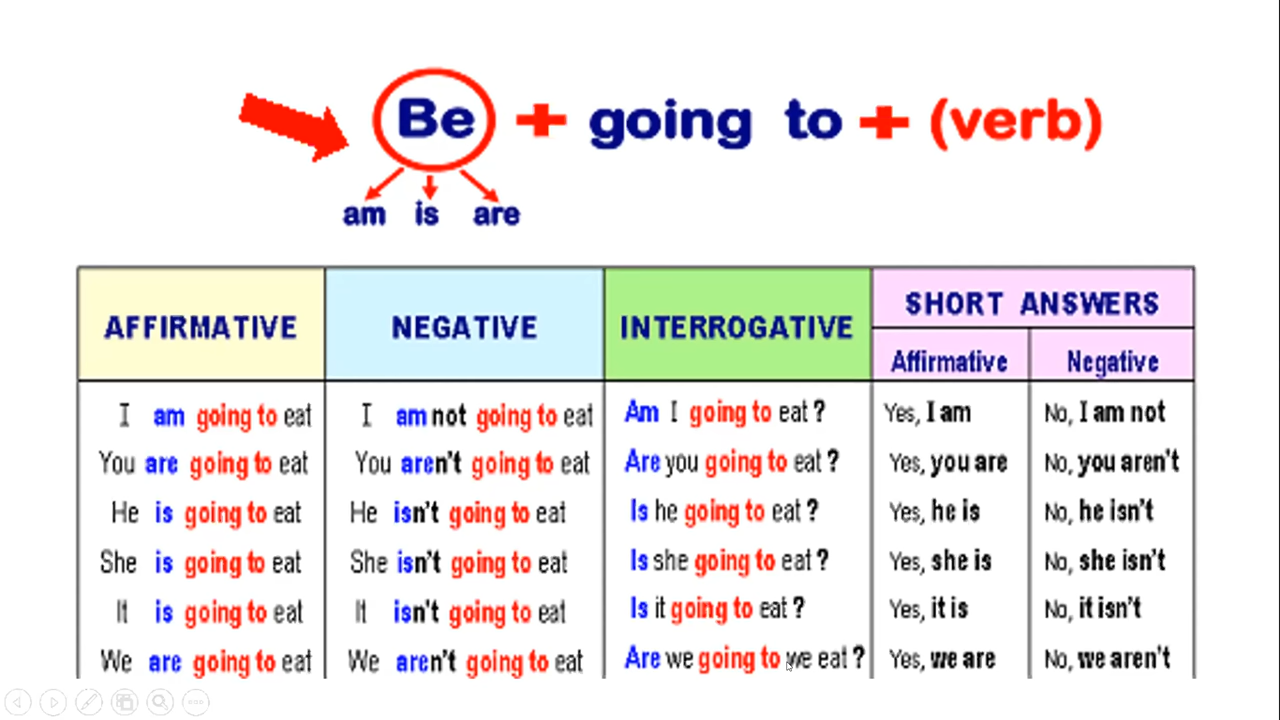 Be + going to + (verb)
am is are
AFFIRMATIVE NEGATIVE INTERROGATIVE SHORT ANSWERS
Affirmative Negative
I am going to eat I am not going to eat Am I going to eat ? Yes, I am No, I am not
You are going to eat You aren't going to eat Are you going to eat ? Yes, you are No, you aren't
He is going to eat He isn't going to eat Is he going to eat ? Yes, he is No, he isn't
She is going to eat She isn't going to eat Is she going to eat ? Yes, she is No, she isn't
It is going to eat It isn't going to eat Is it going to eat ? Yes, it is No, it isn't
We are going to eat We aren't going to eat Are we going to we eat ? Yes, we are No, we aren't